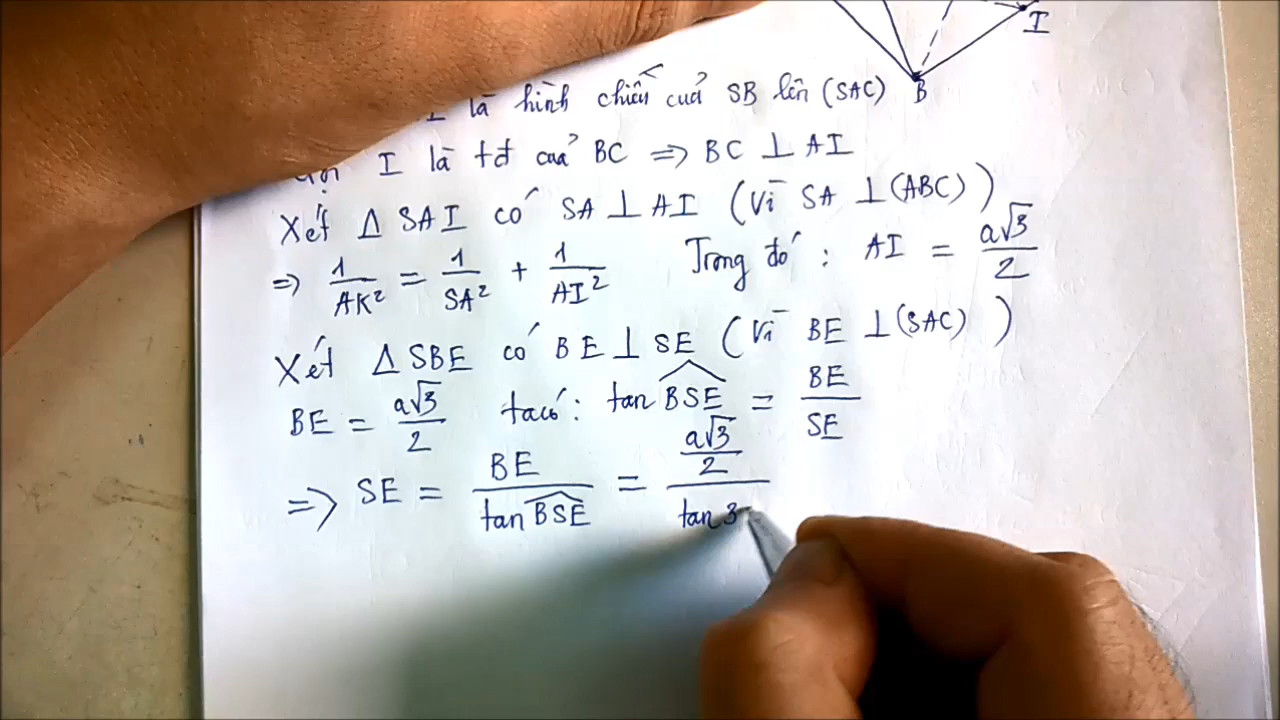 I
B
I là hình chiếu của SB lên (SAC)
I là tđ của BC => BC ⊥ AI
Xét Δ SAI có SA ⊥ AI (Vì SA ⊥ (ABC))
=> 1/AK² = 1/SA² + 1/AI² Trong đó: AI = a√3/2
Xét Δ SBE có BE ⊥ SE (Vì BE ⊥ (SAC))
BE = a√3/2 ta có: tan BSE = BE/SE
=> SE = BE/tan BSE = (a√3/2)/tan 3